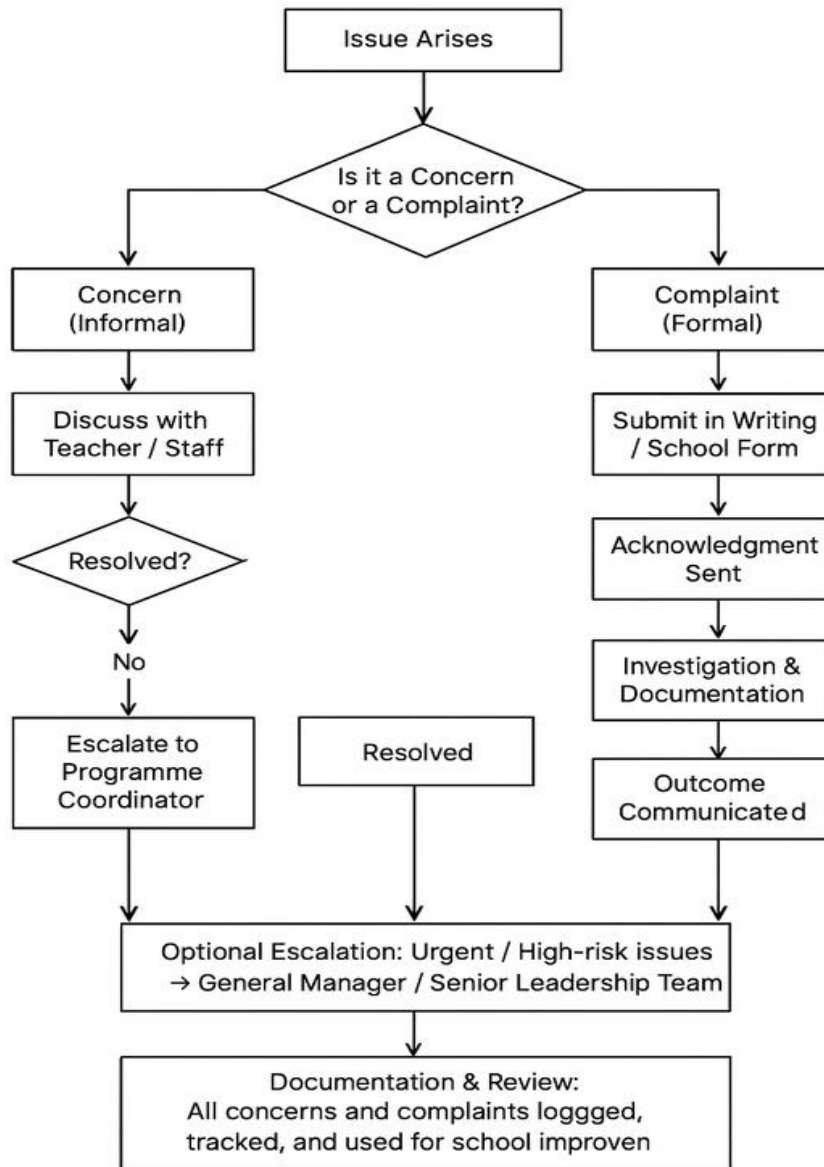 Issue Arises
Is it a Concern
or a Complaint?
Concern
(Informal)
Complaint
(Formal)
Discuss with
Teacher / Staff
Submit in Writing
/ School Form
Resolved?
Acknowledgment
Sent
No
Investigation &
Documentation
Escalate to
Programme
Coordinator
Resolved
Outcome
Communicated
Optional Escalation: Urgent / High-risk issues
→ General Manager / Senior Leadership Team
Documentation & Review:
All concerns and complaints loggged,
tracked, and used for school improven